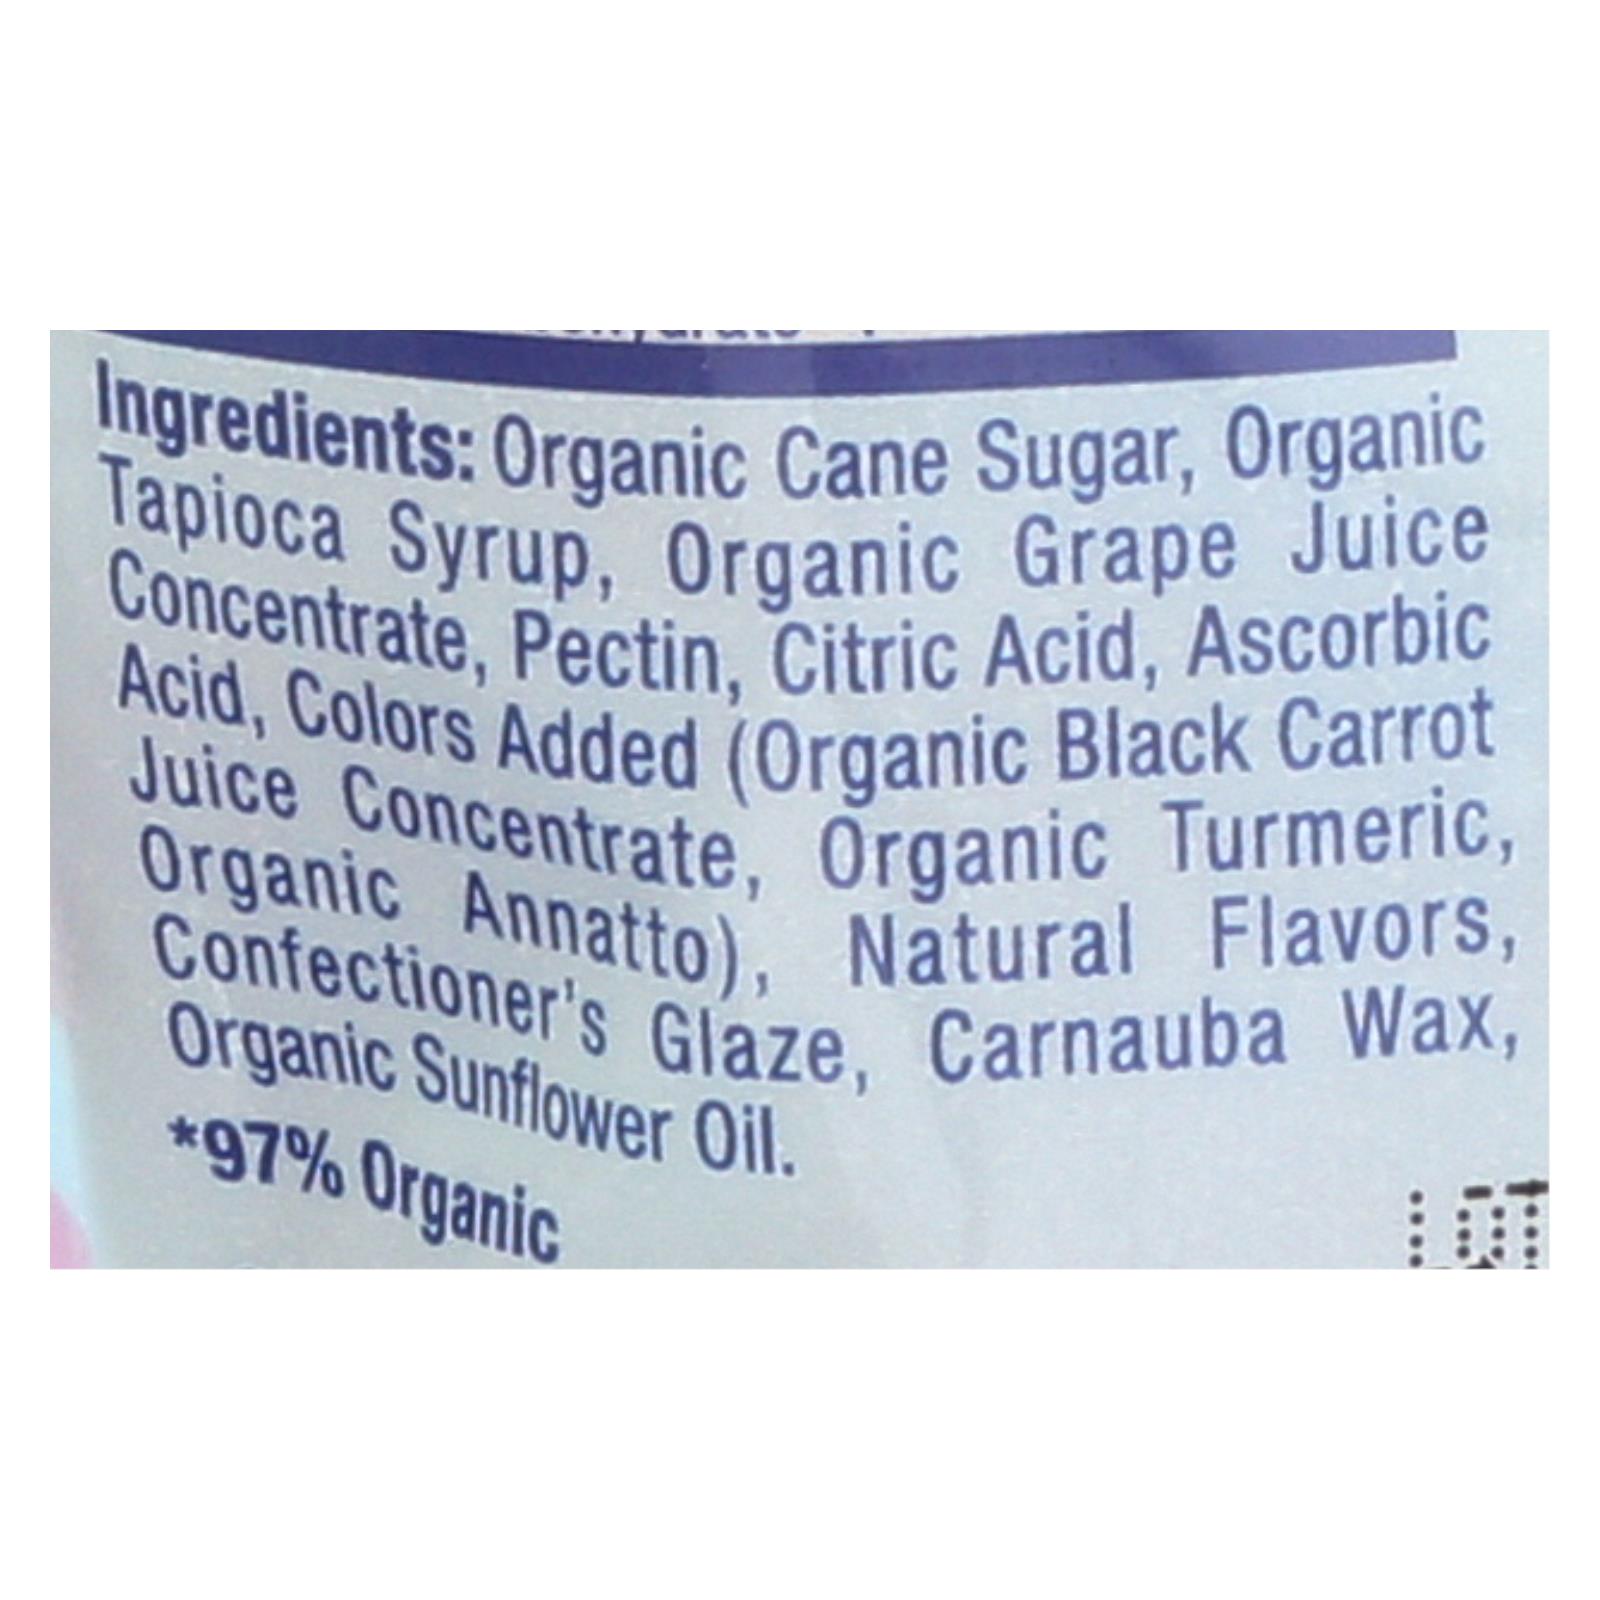 Ingredients: Organic Cane Sugar, Organic
Tapioca Syrup, Organic Grape Juice
Concentrate, Pectin, Citric Acid, Ascorbic
Acid, Colors Added (Organic Black Carrot
Juice Concentrate, Organic Turmeric,
Organic Annatto), Natural Flavors,
Confectioner's Glaze, Carnauba Wax,
Organic Sunflower Oil.
*97% Organic